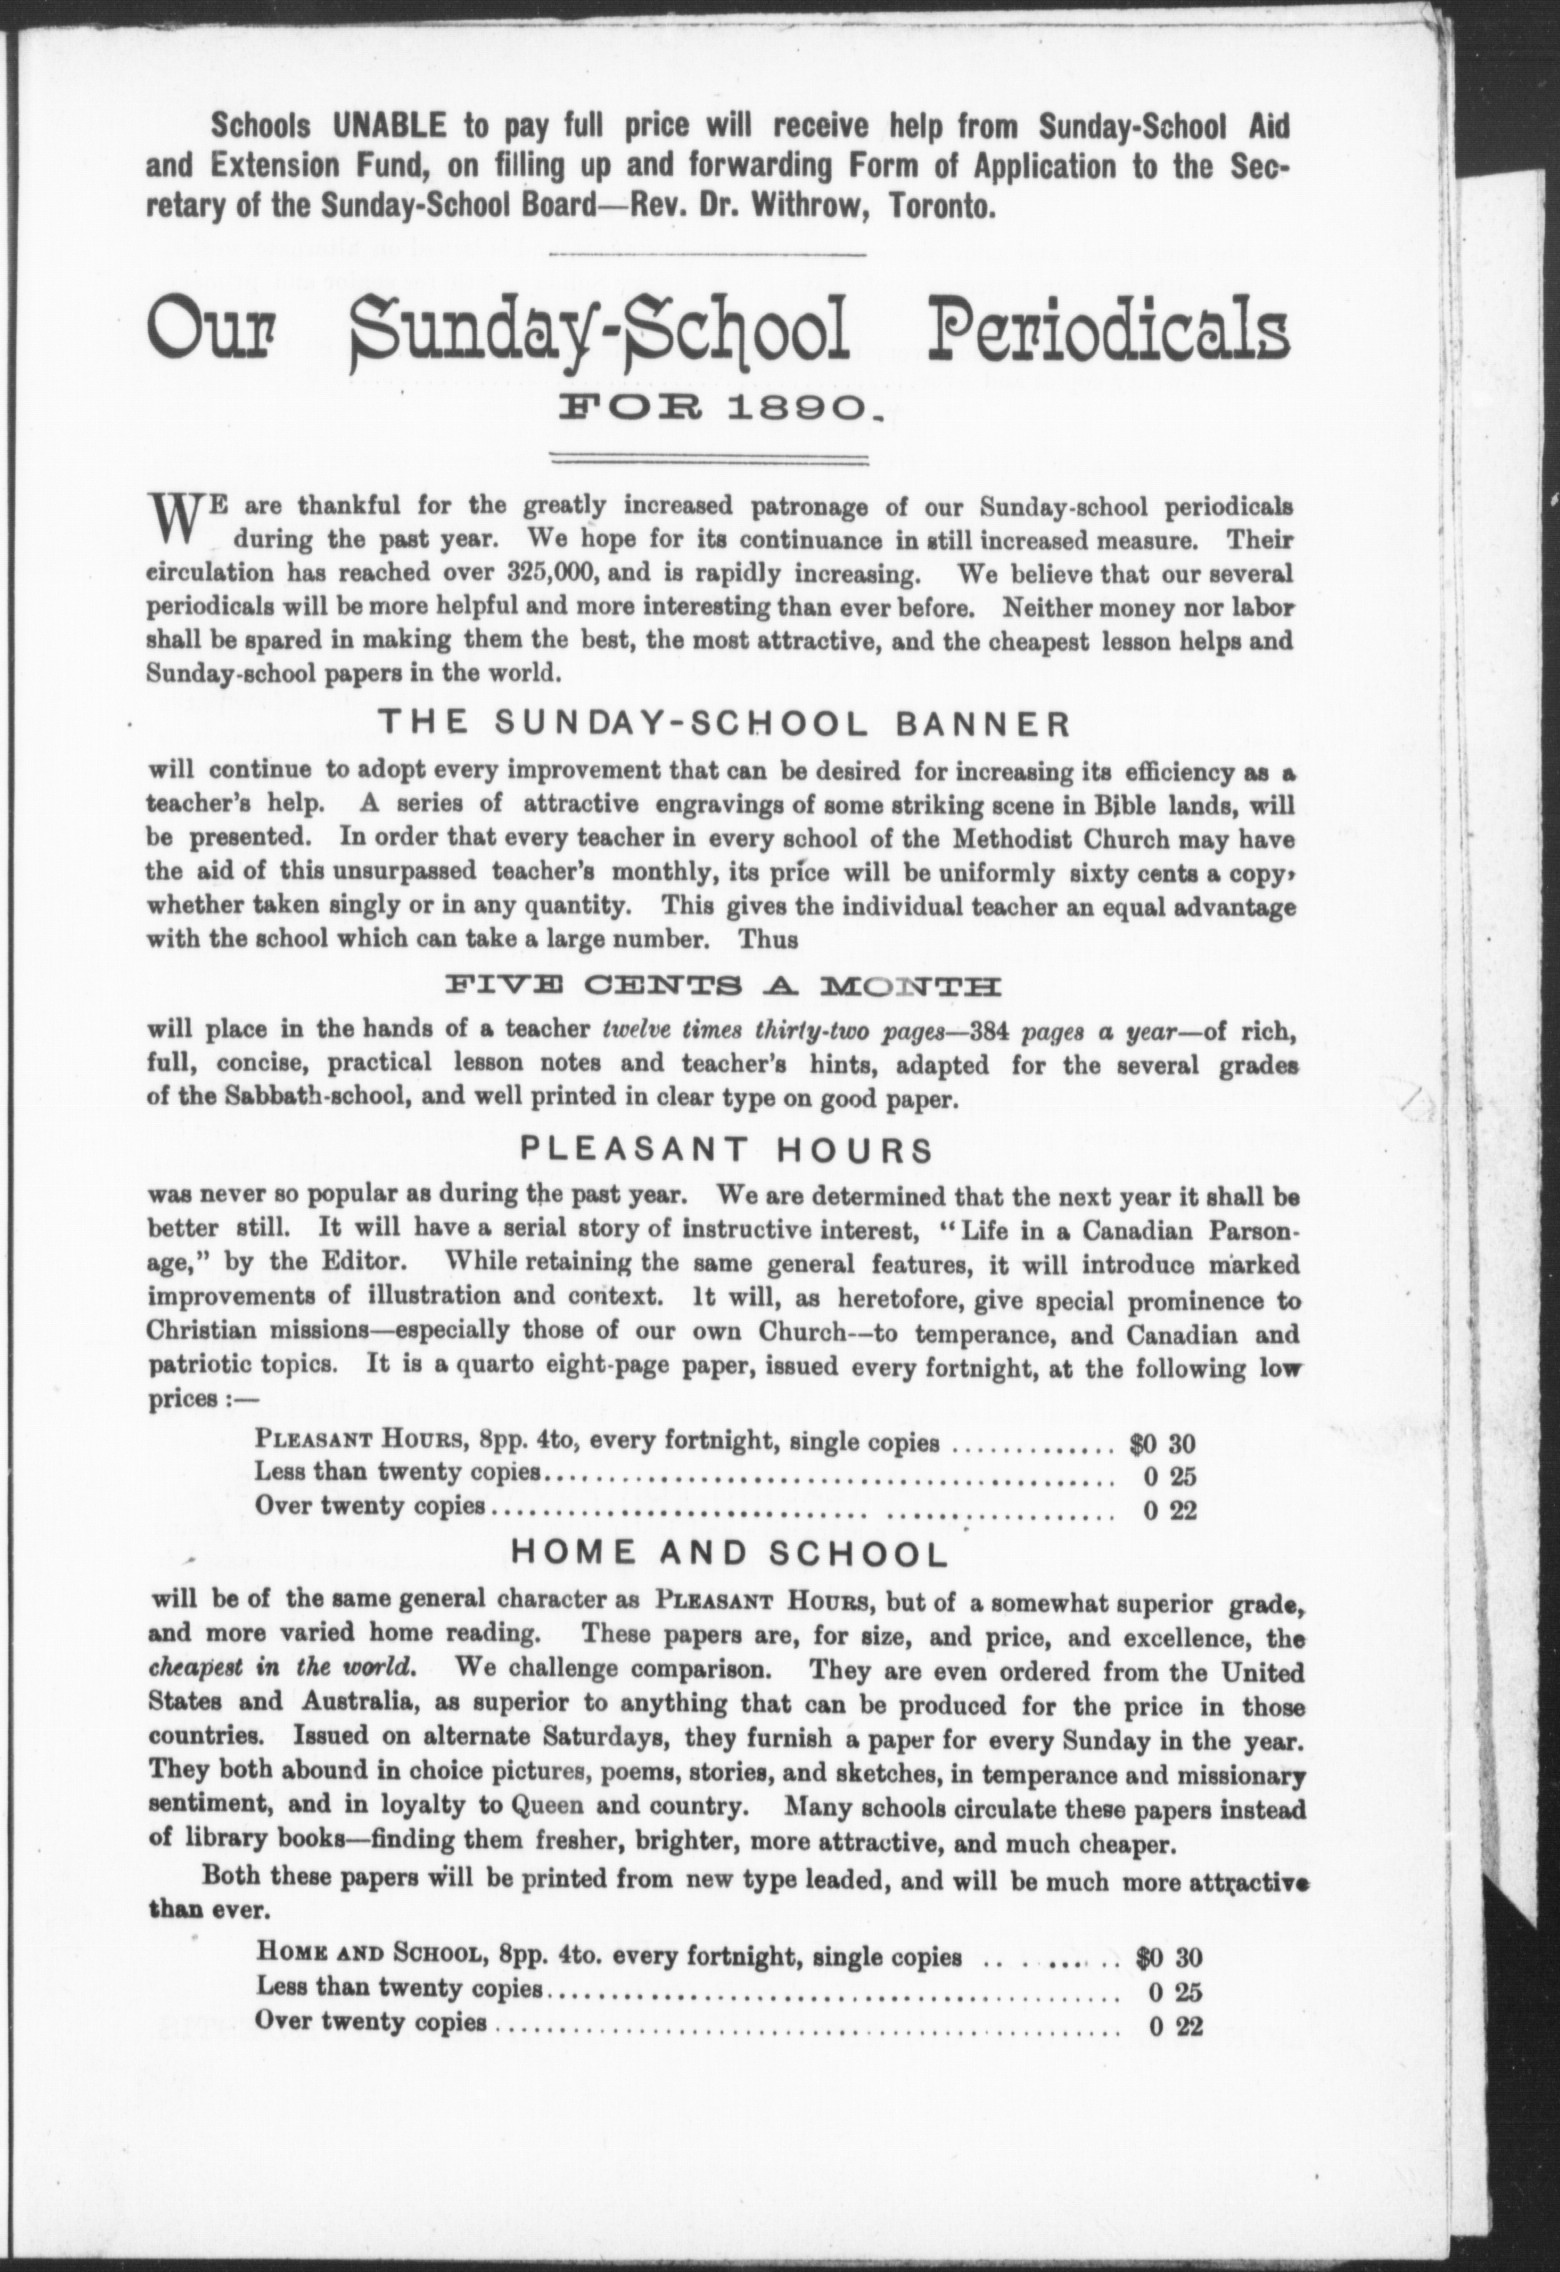 Schools UNABLE to pay full price will receive help from Sunday-School Aid
and Extension Fund, on filling up and forwarding Form of Application to the Sec-
retary of the Sunday-School Board—Rev. Dr. Withrow, Toronto.
Our Sunday-School Periodicals
FOR 1890.
WE are thankful for the greatly increased patronage of our Sunday-school periodicals
during the past year. We hope for its continuance in still increased measure. Their
circulation has reached over 325,000, and is rapidly increasing. We believe that our several
periodicals will be more helpful and more interesting than ever before. Neither money nor labor
shall be spared in making them the best, the most attractive, and the cheapest lesson helps and
Sunday-school papers in the world.
THE SUNDAY-SCHOOL BANNER
will continue to adopt every improvement that can be desired for increasing its efficiency as a
teacher's help. A series of attractive engravings of some striking scene in Bible lands, will
be presented. In order that every teacher in every school of the Methodist Church may have
the aid of this unsurpassed teacher's monthly, its price will be uniformly sixty cents a copy,
whether taken singly or in any quantity. This gives the individual teacher an equal advantage
with the school which can take a large number. Thus
FIVE CENTS A MONTH
will place in the hands of a teacher twelve times thirty-two pages—384 pages a year—of rich,
full, concise, practical lesson notes and teacher's hints, adapted for the several grades
of the Sabbath-school, and well printed in clear type on good paper.
PLEASANT HOURS
was never so popular as during the past year. We are determined that the next year it shall be
better still. It will have a serial story of instructive interest, "Life in a Canadian Parson-
age," by the Editor. While retaining the same general features, it will introduce marked
improvements of illustration and context. It will, as heretofore, give special prominence to
Christian missions—especially those of our own Church—to temperance, and Canadian and
patriotic topics. It is a quarto eight-page paper, issued every fortnight, at the following low
prices :—
PLEASANT HOURS, 8pp. 4to, every fortnight, single copies ............. $0 30
Less than twenty copies............................................ 0 25
Over twenty copies.............................. .................. 0 22
HOME AND SCHOOL
will be of the same general character as PLEASANT HOURS, but of a somewhat superior grade,
and more varied home reading. These papers are, for size, and price, and excellence, the
cheapest in the world. We challenge comparison. They are even ordered from the United
States and Australia, as superior to anything that can be produced for the price in those
countries. Issued on alternate Saturdays, they furnish a paper for every Sunday in the year.
They both abound in choice pictures, poems, stories, and sketches, in temperance and missionary
sentiment, and in loyalty to Queen and country. Many schools circulate these papers instead
of library books—finding them fresher, brighter, more attractive, and much cheaper.
Both these papers will be printed from new type leaded, and will be much more attractive
than ever.
HOME AND SCHOOL, 8pp. 4to. every fortnight, single copies .. . .... .. $0 30
Less than twenty copies............................................ 0 25
Over twenty copies ................................................ 0 22